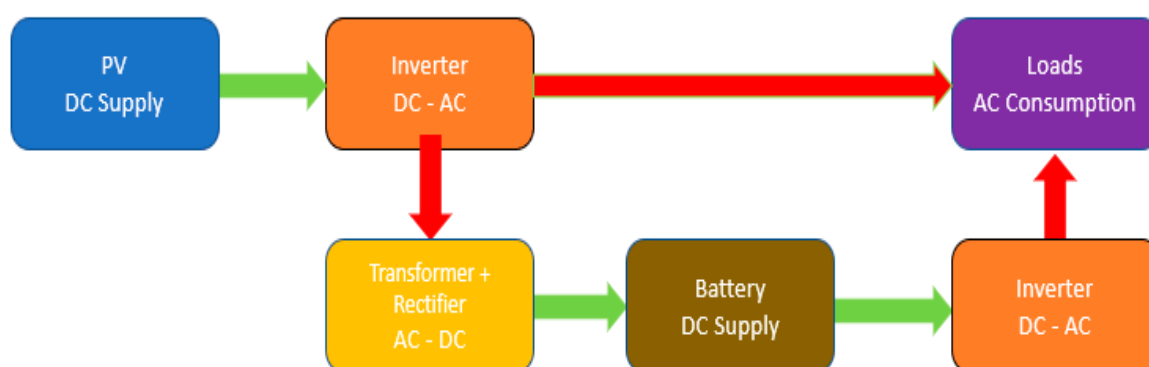 PV
DC Supply
Inverter
DC - AC
Loads
AC Consumption
Transformer +
Rectifier
AC - DC
Battery
DC Supply
Inverter
DC - AC